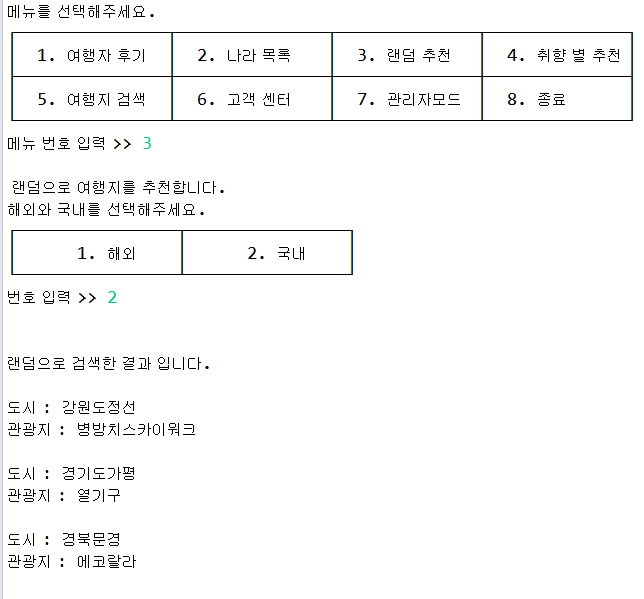 메뉴를 선택해주세요.
1. 여행자 후기 2. 나라 목록 3. 랜덤 추천 4. 취향 별 추천
5. 여행지 검색 6. 고객 센터 7. 관리자모드 8. 종료
메뉴 번호 입력 >> 3
랜덤으로 여행지를 추천합니다.
해외와 국내를 선택해주세요.
1. 해외 2. 국내
번호 입력 >> 2
랜덤으로 검색한 결과 입니다.
도시 : 강원도정선
관광지 : 병방치스카이워크
도시 : 경기도가평
관광지 : 열기구
도시 : 경북문경
관광지 : 에코랄라